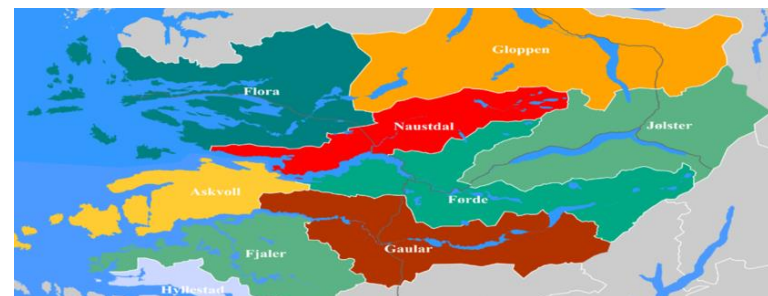 Gloppen
Flora
Naustdal
Jølster
Askvoll
Førde
Gaular
Fjaler
Hyllestad